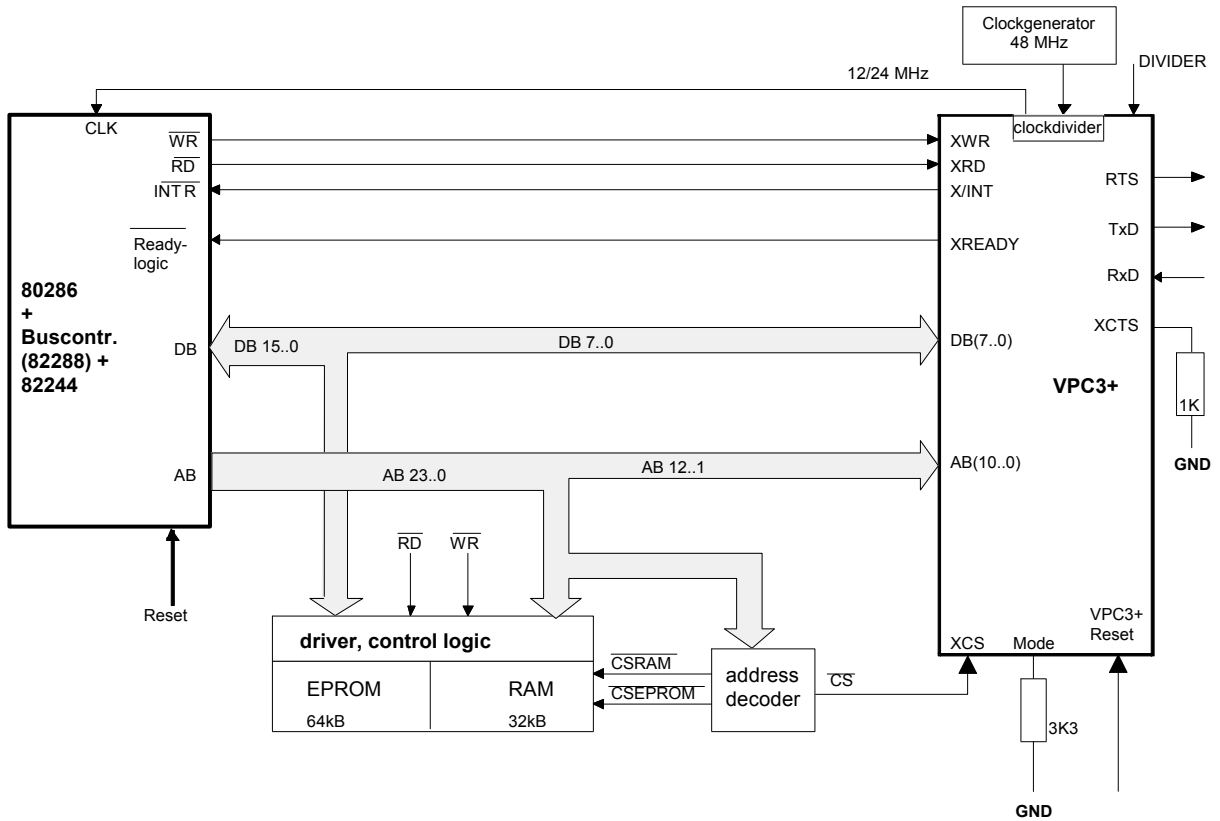 Clockgenerator
48 MHz
DIVIDER
12/24 MHz
CLK
clockdivider
WR
XWR
RD
XRD
RTS
INTR
X/INT
TxD
Ready-
logic
XREADY
RxD
80286
+
Buscontr.
(82288) +
82244
XCTS
DB
DB 15..0
DB 7..0
DB(7..0)
VPC3+
1K
GND
AB
AB 23..0
AB 12..1
AB(10..0)
RD
WR
Reset
VPC3+
Reset
driver, control logic
XCS
Mode
CSRAM
address
decoder
CS
EPROM
RAM
CSEPROM
64kB
32kB
3K3
GND